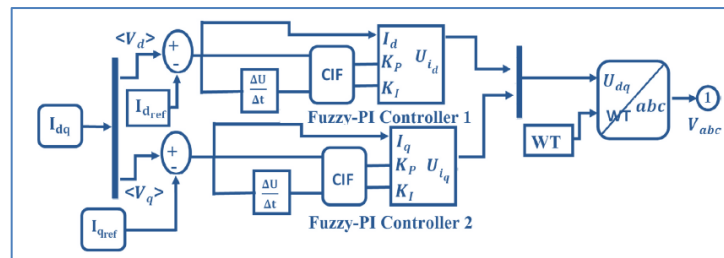 <V_d>
+
-
I_dq
I_dref
ΔU
Δt
CIF
I_d
K_P
K_I
U_id
Fuzzy-PI Controller 1
<V_q>
+
-
I_qref
ΔU
Δt
CIF
I_q
K_P
K_I
U_iq
Fuzzy-PI Controller 2
WT
U_dq
WT
abc
1
V_abc